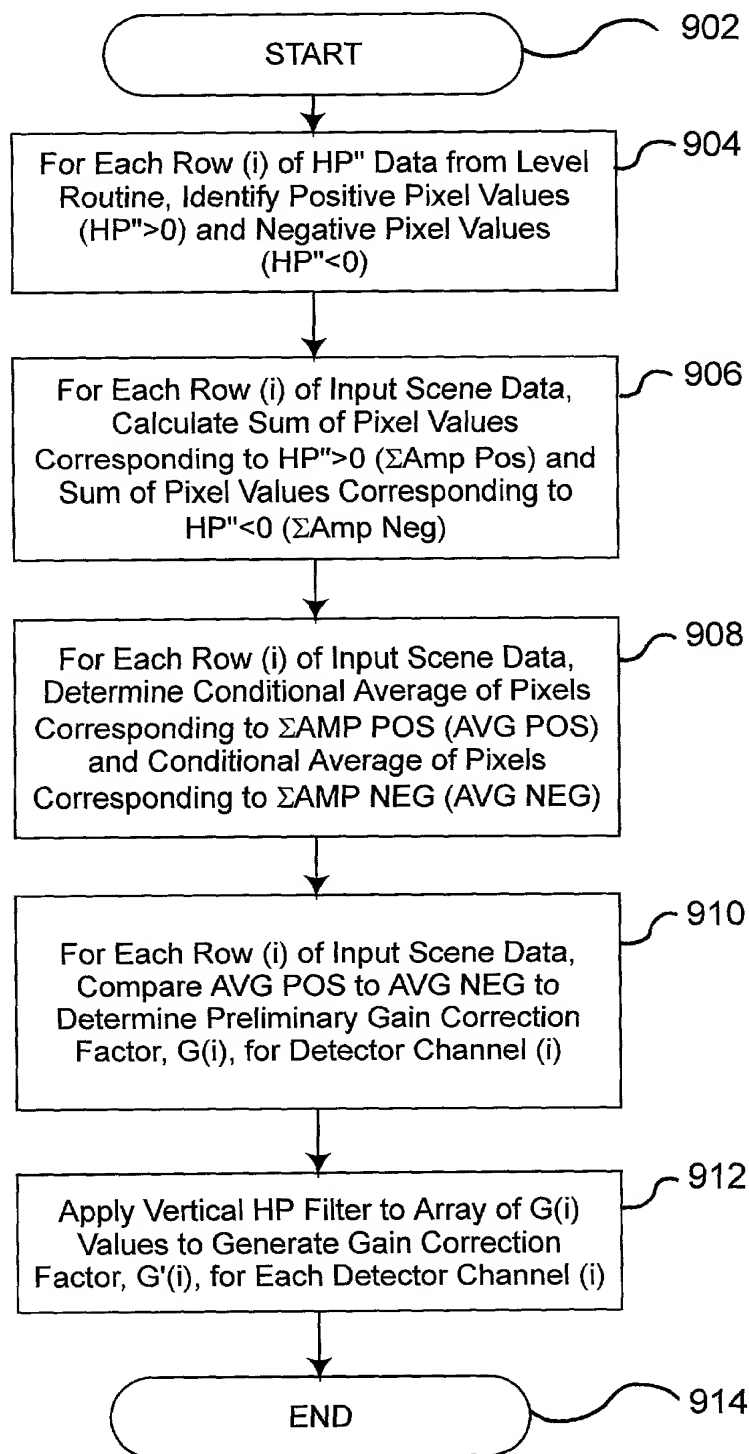 START
902
For Each Row (i) of HP" Data from Level
Routine, Identify Positive Pixel Values
(HP">0) and Negative Pixel Values
(HP"<0)
904
For Each Row (i) of Input Scene Data,
Calculate Sum of Pixel Values
Corresponding to HP">0 (ΣAmp Pos) and
Sum of Pixel Values Corresponding to
HP"<0 (ΣAmp Neg)
906
For Each Row (i) of Input Scene Data,
Determine Conditional Average of Pixels
Corresponding to ΣAMP POS (AVG POS)
and Conditional Average of Pixels
Corresponding to ΣAMP NEG (AVG NEG)
908
For Each Row (i) of Input Scene Data,
Compare AVG POS to AVG NEG to
Determine Preliminary Gain Correction
Factor, G(i), for Detector Channel (i)
910
Apply Vertical HP Filter to Array of G(i)
Values to Generate Gain Correction
Factor, G'(i), for Each Detector Channel (i)
912
END
914